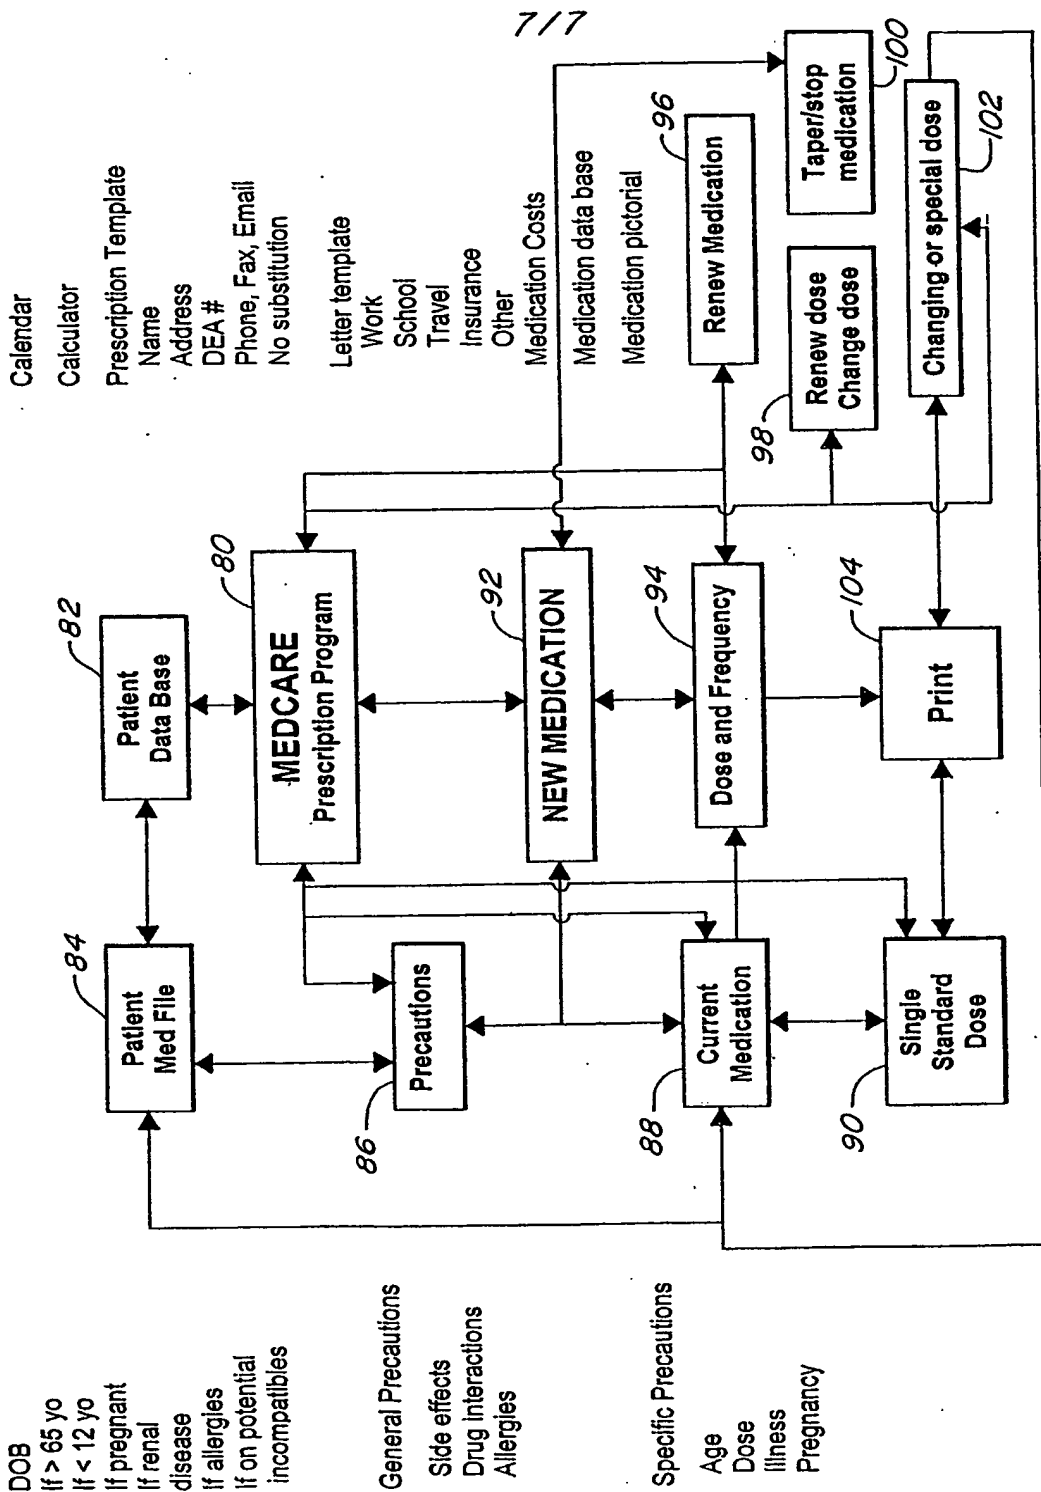 7/7
DOB
If > 65 yo
If < 12 yo
If pregnant
If renal
disease
If allergies
If on potential
incompatibles
General Precautions
Side effects
Drug Interactions
Allergies
Specific Precautions
Age
Dose
Illness
Pregnancy
84
Patient
Med File
82
Patient
Data Base
80
MEDCARE
Prescription Program
86
Precautions
92
NEW MEDICATION
88
Current
Medication
94
Dose and Frequency
96
Renew Medication
90
Single
Standard
Dose
104
Print
98
Renew dose
Change dose
100
Taper/stop
medication
102
Changing or special dose
Calendar
Calculator
Prescription Template
Name
Address
DEA #
Phone, Fax, Email
No substitution
Letter template
Work
School
Travel
Insurance
Other
Medication Costs
Medication data base
Medication pictorial